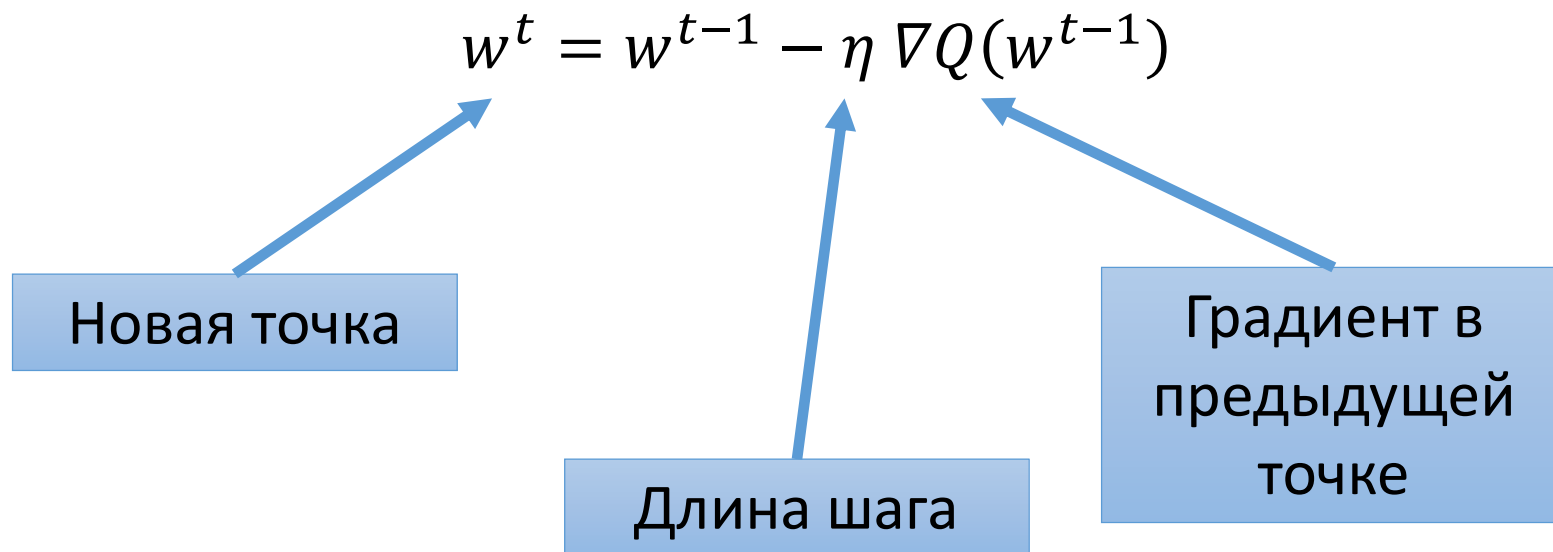 wᵗ = wᵗ⁻¹ − η ∇Q(wᵗ⁻¹)
Новая точка
Длина шага
Градиент в
предыдущей
точке